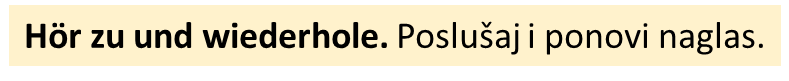 Hör zu und wiederhole. Poslušaj i ponovi naglas.